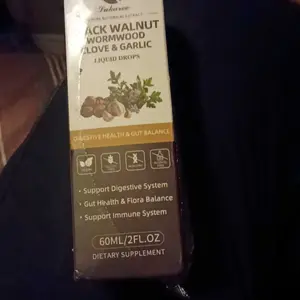 ACK WALNUT
WORMWOOD
CLOVE & GARLIC
LIQUID DROPS
DIGESTIVE HEALTH & GUT BALANCE
• Support Digestive System
• Gut Health & Flora Balance
• Support Immune System
60ML/2FL.OZ
DIETARY SUPPLEMENT